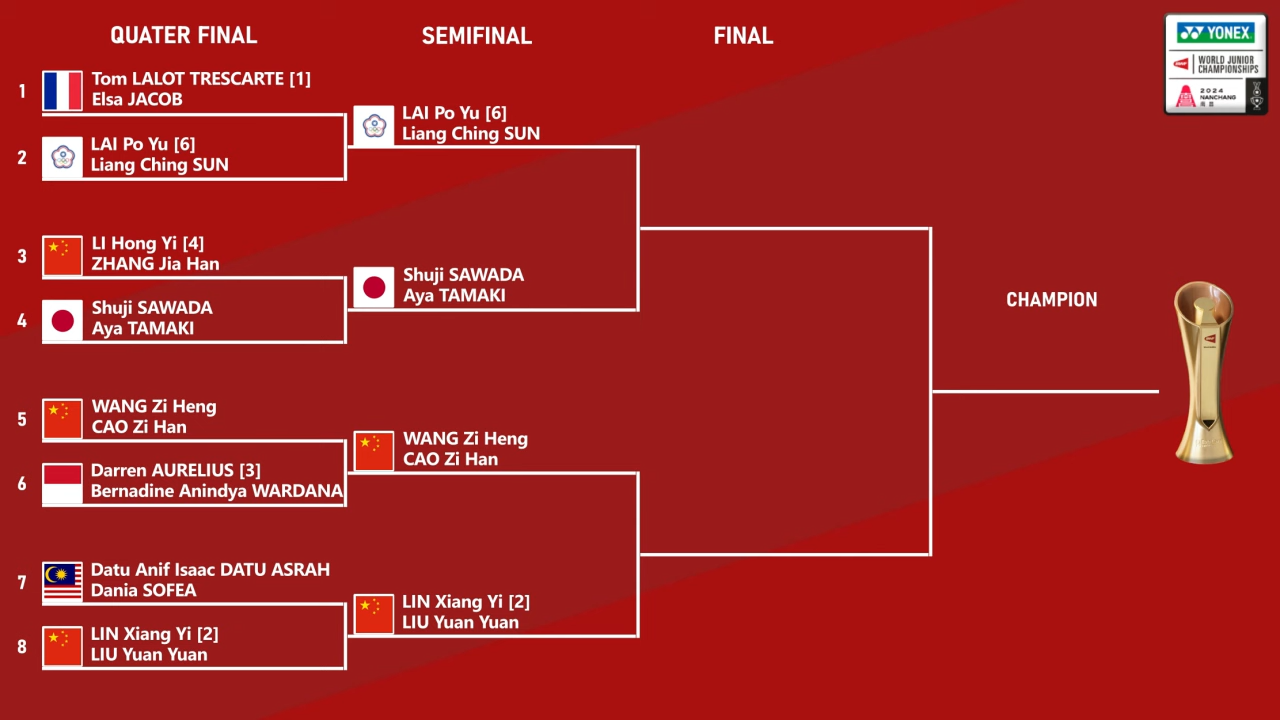 QUATER FINAL
SEMIFINAL
FINAL
YONEX
WORLD JUNIOR
CHAMPIONSHIPS
2024
NANCHANG
南昌
1
Tom LALOT TRESCARTE [1]
Elsa JACOB
2
LAI Po Yu [6]
Liang Ching SUN
3
LI Hong Yi [4]
ZHANG Jia Han
4
Shuji SAWADA
Aya TAMAKI
5
WANG Zi Heng
CAO Zi Han
6
Darren AURELIUS [3]
Bernadine Anindya WARDANA
7
Datu Anif Isaac DATU ASRAH
Dania SOFEA
8
LIN Xiang Yi [2]
LIU Yuan Yuan
LAI Po Yu [6]
Liang Ching SUN
Shuji SAWADA
Aya TAMAKI
WANG Zi Heng
CAO Zi Han
LIN Xiang Yi [2]
LIU Yuan Yuan
CHAMPION